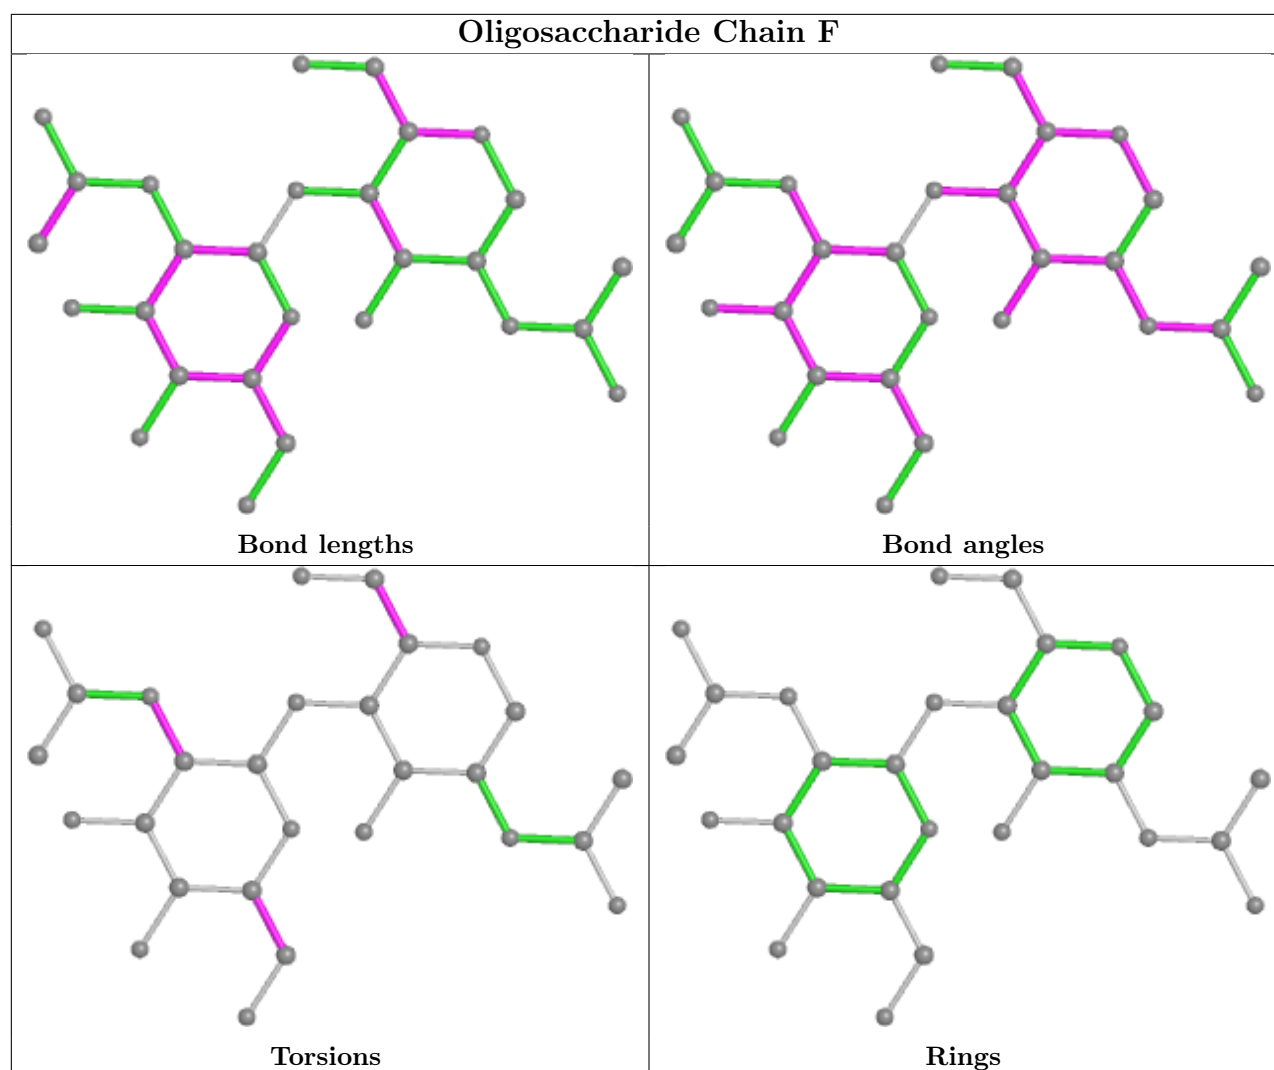 Oligosaccharide Chain F
Bond lengths
Bond angles
Torsions
Rings